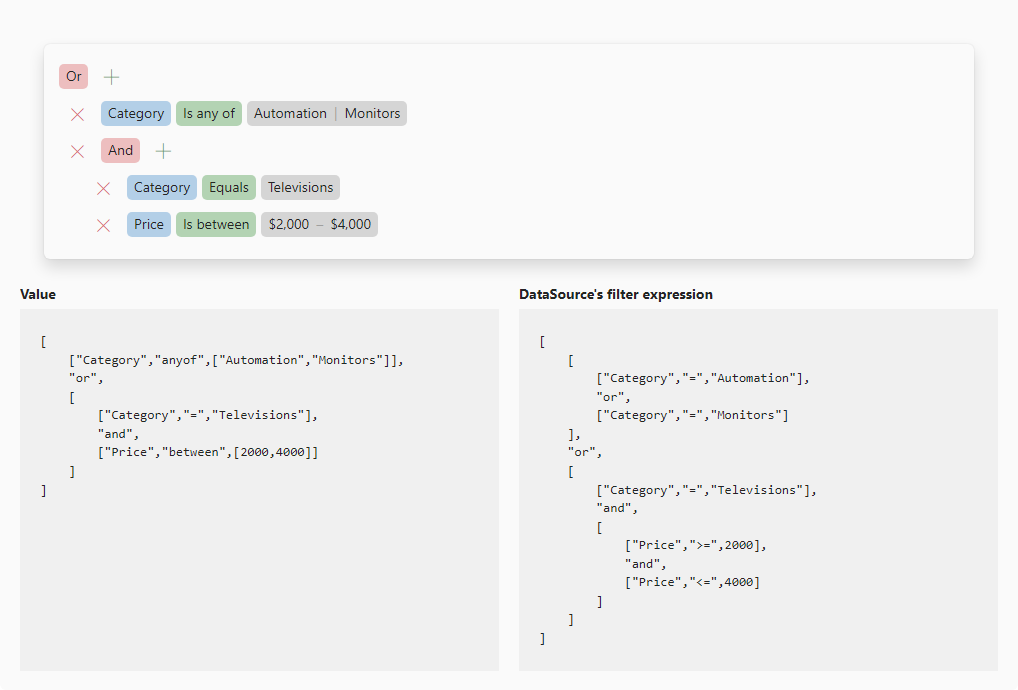 Or
Category Is any of Automation | Monitors
And
Category Equals Televisions
Price Is between $2,000 – $4,000
Value
[
["Category","anyof",["Automation","Monitors"]],
"or",
[
["Category","=","Televisions"],
"and",
["Price","between",[2000,4000]]
]
]
DataSource's filter expression
[
[
["Category","=","Automation"],
"or",
["Category","=","Monitors"]
],
"or",
[
["Category","=","Televisions"],
"and",
[
["Price",">=",2000],
"and",
["Price","<=",4000]
]
]
]